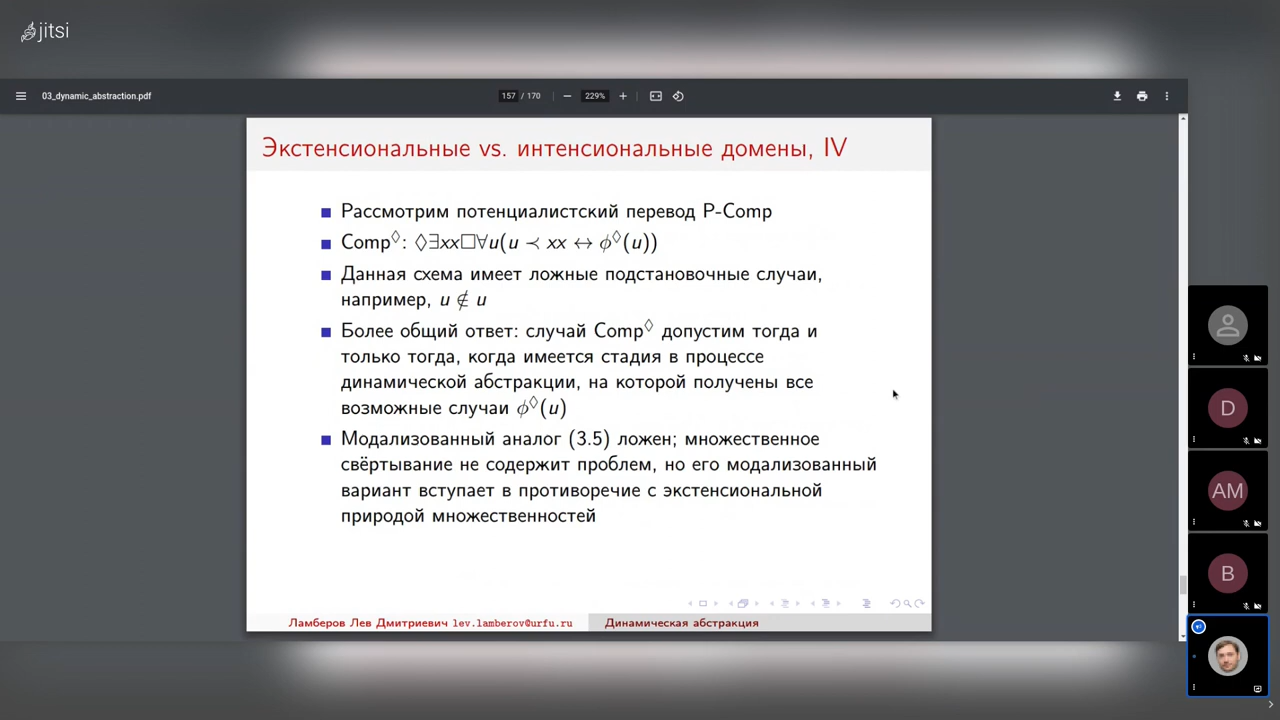 jitsi
03_dynamic_abstraction.pdf
157 / 170
229%
Экстенсиональные vs. интенсиональные домены, IV
Рассмотрим потенциалистский перевод P-Comp
Comp◊: ◊∃xx□∀u(u ≺ xx ↔ ϕ◊(u))
Данная схема имеет ложные подстановочные случаи,
например, u ∉ u
Более общий ответ: случай Comp◊ допустим тогда и
только тогда, когда имеется стадия в процессе
динамической абстракции, на которой получены все
возможные случаи ϕ◊(u)
Модализованный аналог (3.5) ложен; множественное
свёртывание не содержит проблем, но его модализованный
вариант вступает в противоречие с экстенсиональной
природой множественностей
Ламберов Лев Дмитриевич lev.lamberov@urfu.ru
Динамическая абстракция
D
AM
B